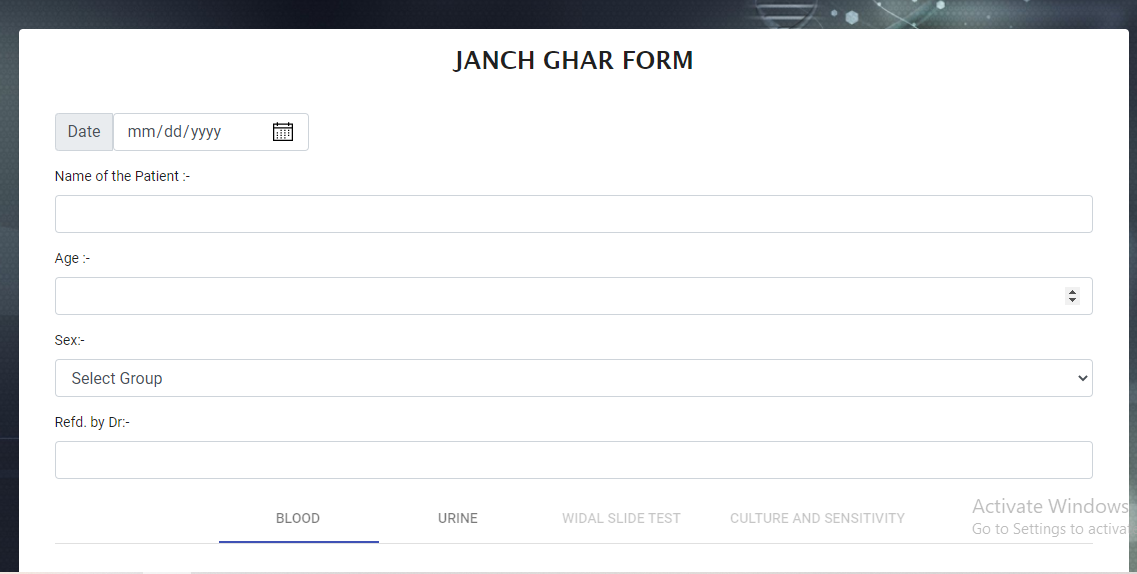 JANCH GHAR FORM
Date mm/dd/yyyy
Name of the Patient :-
Age :-
Sex:-
Select Group
Refd. by Dr:-
BLOOD URINE WIDAL SLIDE TEST CULTURE AND SENSITIVITY
Activate Windows
Go to Settings to activa